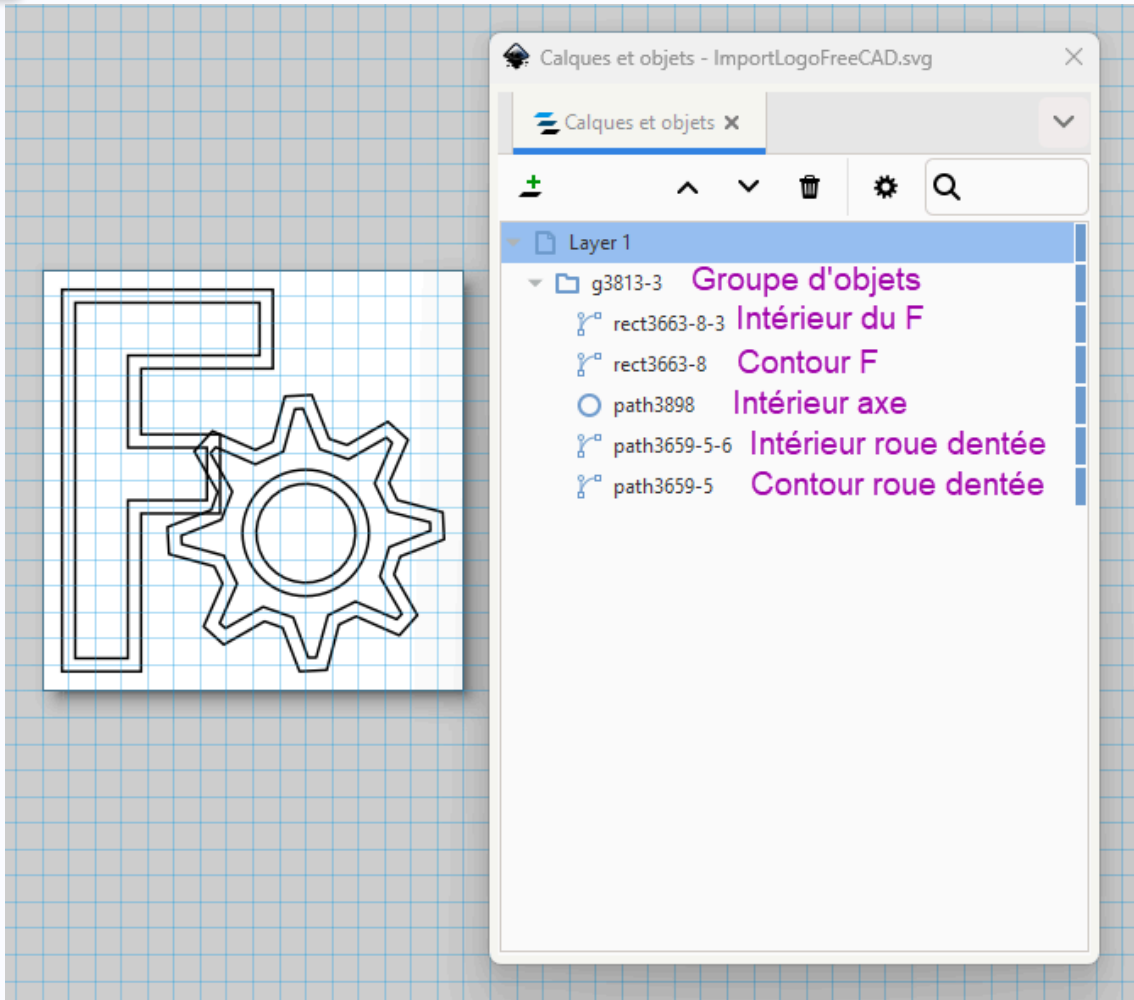 Calques et objets - ImportLogoFreeCAD.svg
Calques et objets
Layer 1
g3813-3 Groupe d'objets
rect3663-8-3 Intérieur du F
rect3663-8 Contour F
path3898 Intérieur axe
path3659-5-6 Intérieur roue dentée
path3659-5 Contour roue dentée